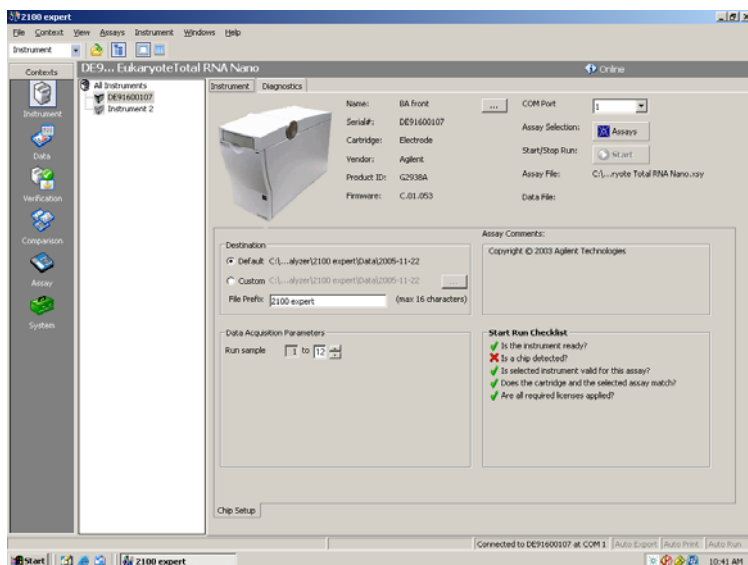 2100 expert
File Context View Assays Instrument Windows Help
Instrument
Contexts
DE9... EukaryoteTotal RNA Nano
Online
Instrument
Data
Verification
Comparison
Assay
System
All Instruments
DE91600107
Instrument 2
Instrument Diagnostics
Name: BA front ...
Serial#: DE91600107
Cartridge: Electrode
Vendor: Agilent
Product ID: G2938A
Firmware: C.01.053
COM Port 1
Assay Selection: Assays
Start/Stop Run: Start
Assay File: C:\...ryote Total RNA Nano.xsy
Data File:
Destination
Default C:\...alyzer\2100 expert\Data\2005-11-22
Custom C:\...alyzer\2100 expert\Data\2005-11-22 ...
File Prefix 2100 expert (max 16 characters)
Assay Comments:
Copyright © 2003 Agilent Technologies
Data Acquisition Parameters
Run sample 1 to 12
Start Run Checklist
Is the instrument ready?
Is a chip detected?
Is selected instrument valid for this assay?
Does the cartridge and the selected assay match?
Are all required licenses applied?
Chip Setup
Connected to DE91600107 at COM 1 Auto Export Auto Print Auto Run
Start 2100 expert 10:41 AM